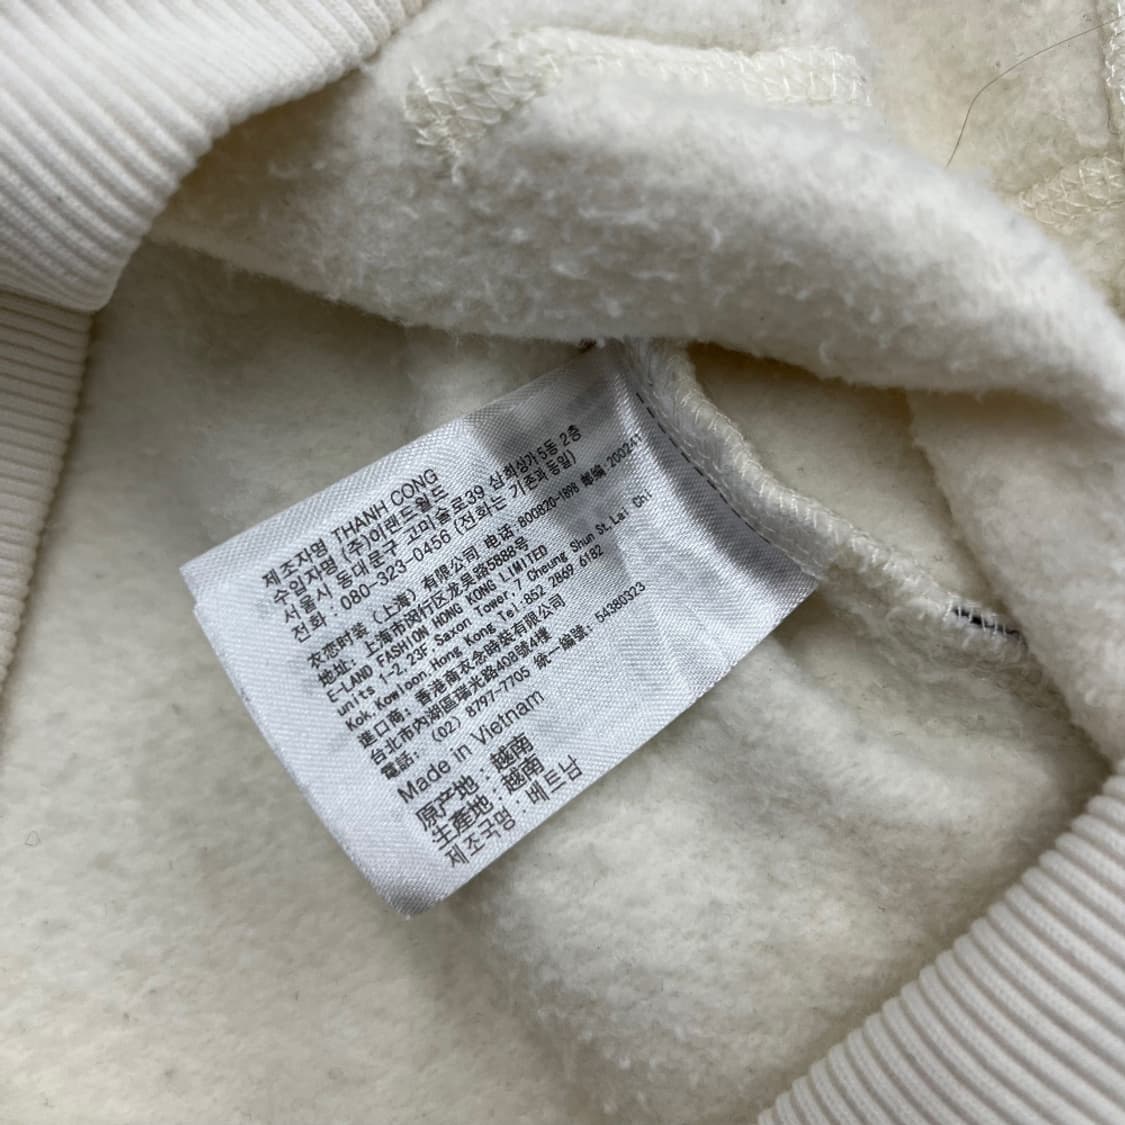 제조자명 THANH CONG
수입자명 (주)이랜드월드
서울시 동대문구 고미술로39 삼희상가 5동 2층
전화 : 080-323-0456 (전화는 기존과 동일)
衣恋时装（上海）有限公司 电话 800820-1898 邮编 200241
地址: 上海市闵行区龙吴路5888号
E-LAND FASHION HONG KONG LIMITED
units 1-2,23F Saxon Tower,7 Cheung Shun St.Lai Chi
Kok,Kowloon,Hong Kong,Tel:852 2869 6182
進口商: 香港商衣念時裝有限公司
台北市內湖區瑞光路408號4樓
電話: (02) 8797-7705 統一編號: 54380323
Made in Vietnam
原产地 : 越南
生產地 : 越南
제조국명 : 베트남